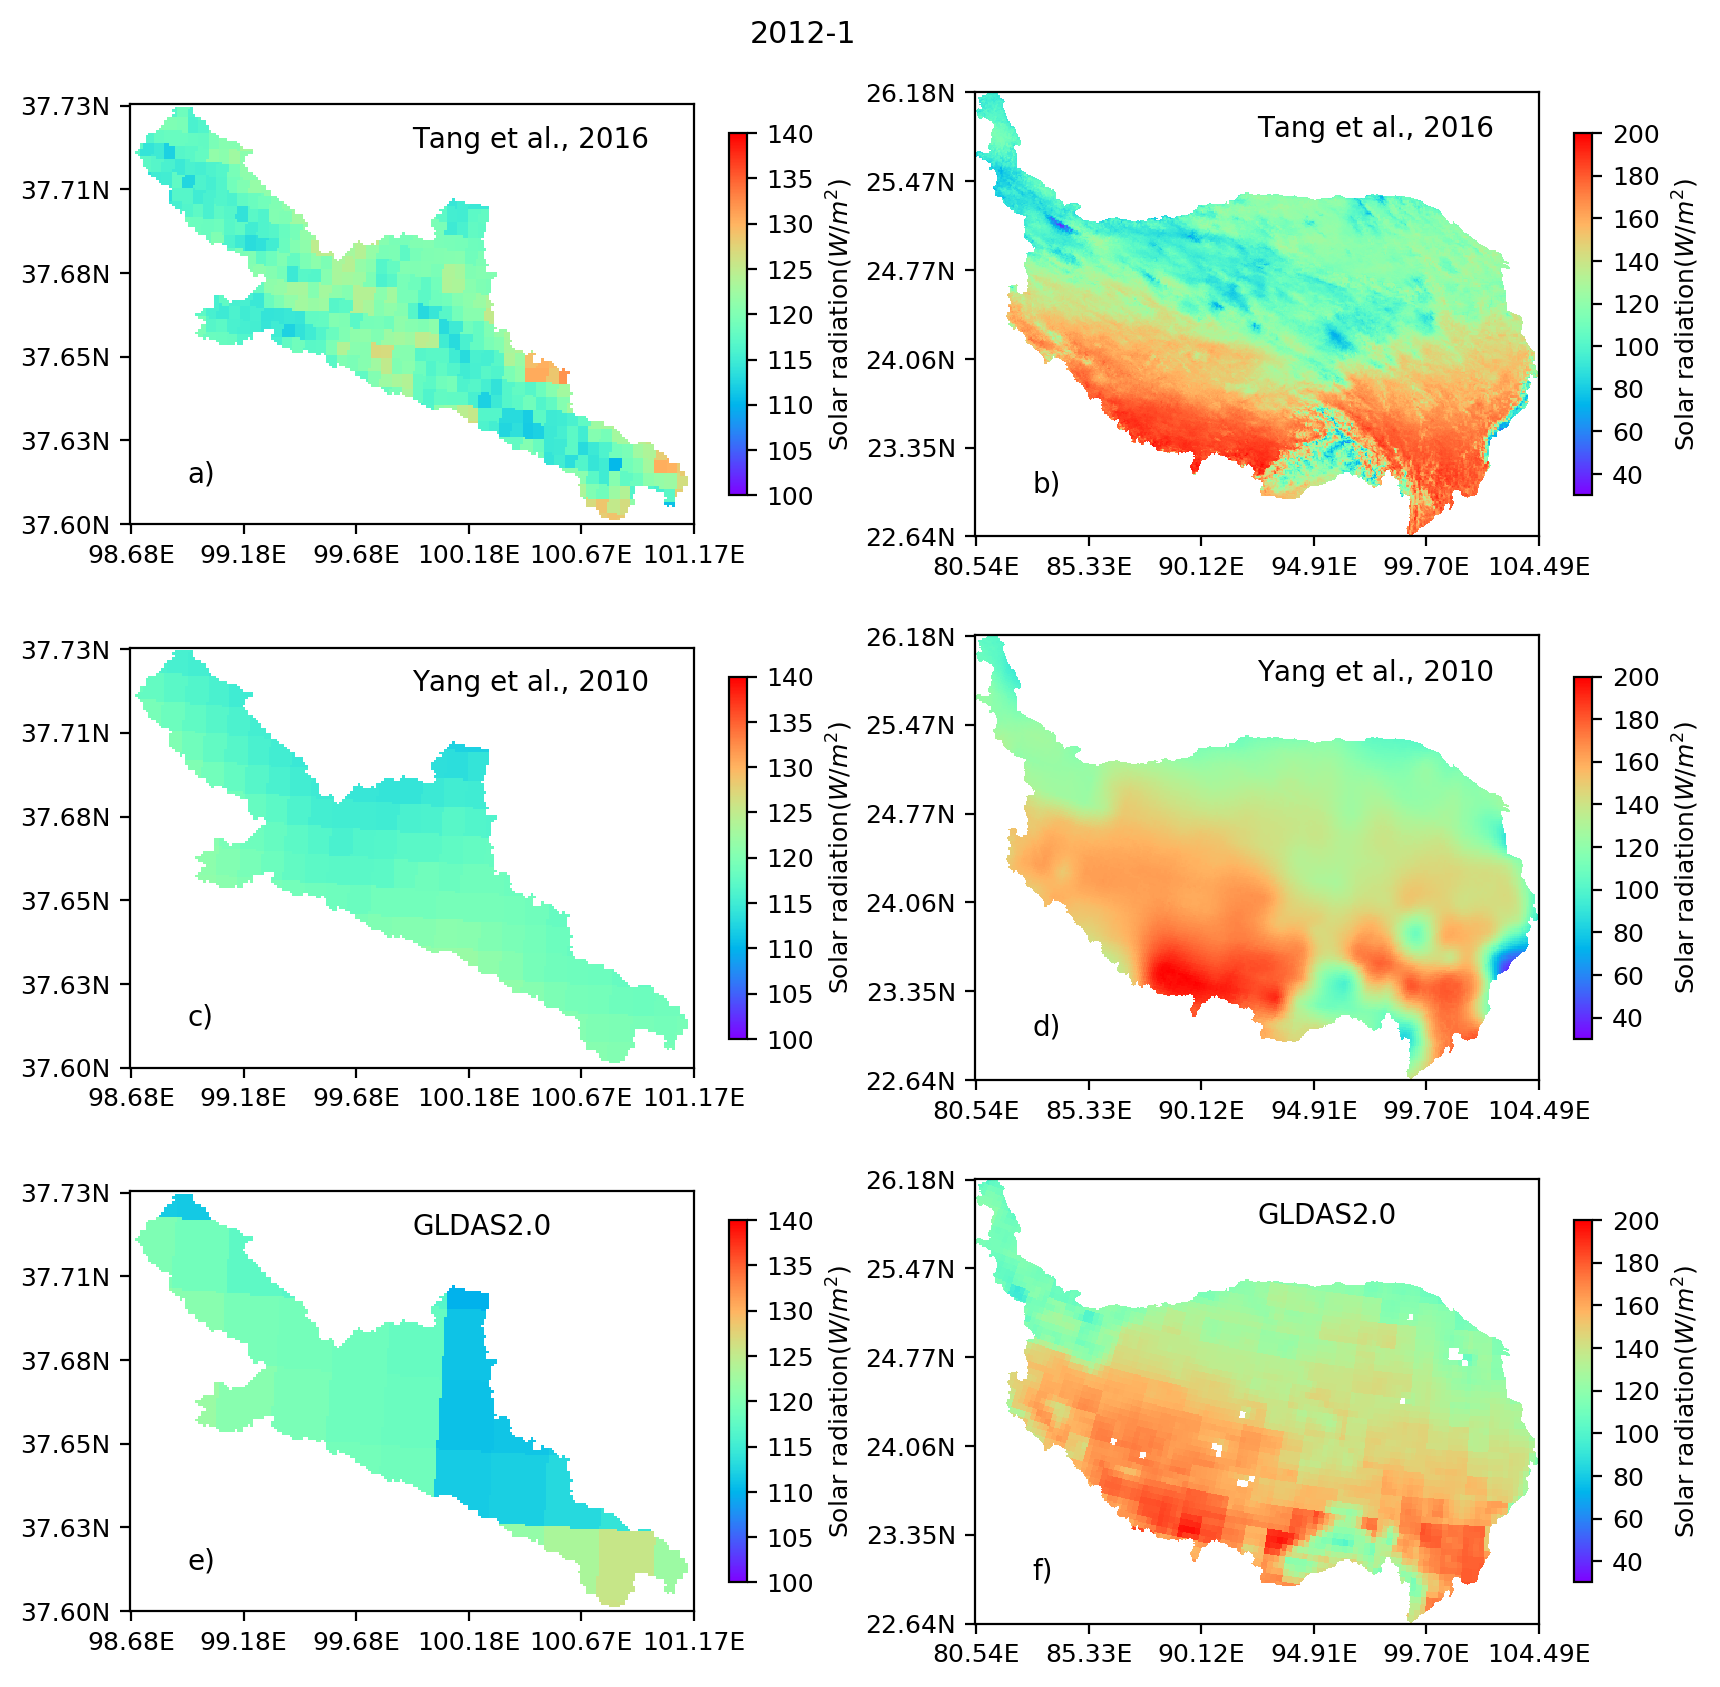 2012-1
37.73N
37.71N
37.68N
37.65N
37.63N
37.60N
98.68E 99.18E 99.68E 100.18E 100.67E 101.17E
Tang et al., 2016
a)
140
135
130
125
120
115
110
105
100
Solar radiation(W/m²)
26.18N
25.47N
24.77N
24.06N
23.35N
22.64N
80.54E 85.33E 90.12E 94.91E 99.70E 104.49E
Tang et al., 2016
b)
200
180
160
140
120
100
80
60
40
Solar radiation(W/m²)
37.73N
37.71N
37.68N
37.65N
37.63N
37.60N
98.68E 99.18E 99.68E 100.18E 100.67E 101.17E
Yang et al., 2010
c)
140
135
130
125
120
115
110
105
100
Solar radiation(W/m²)
26.18N
25.47N
24.77N
24.06N
23.35N
22.64N
80.54E 85.33E 90.12E 94.91E 99.70E 104.49E
Yang et al., 2010
d)
200
180
160
140
120
100
80
60
40
Solar radiation(W/m²)
37.73N
37.71N
37.68N
37.65N
37.63N
37.60N
98.68E 99.18E 99.68E 100.18E 100.67E 101.17E
GLDAS2.0
e)
140
135
130
125
120
115
110
105
100
Solar radiation(W/m²)
26.18N
25.47N
24.77N
24.06N
23.35N
22.64N
80.54E 85.33E 90.12E 94.91E 99.70E 104.49E
GLDAS2.0
f)
200
180
160
140
120
100
80
60
40
Solar radiation(W/m²)